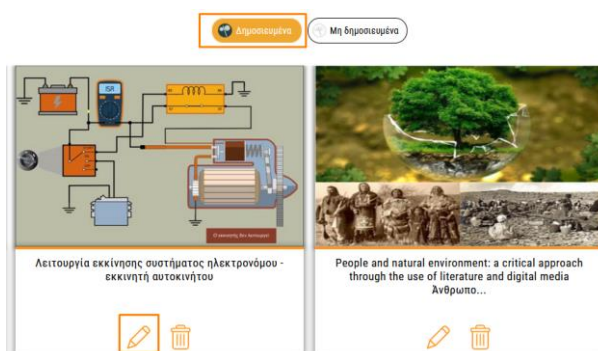 Δημοσιευμένα
Μη δημοσιευμένα
Ο εκκινητής δεν λειτουργεί
Λειτουργία εκκίνησης συστήματος ηλεκτρονόμου -
εκκινητή αυτοκινήτου
People and natural environment: a critical approach
through the use of literature and digital media
Άνθρωπο...